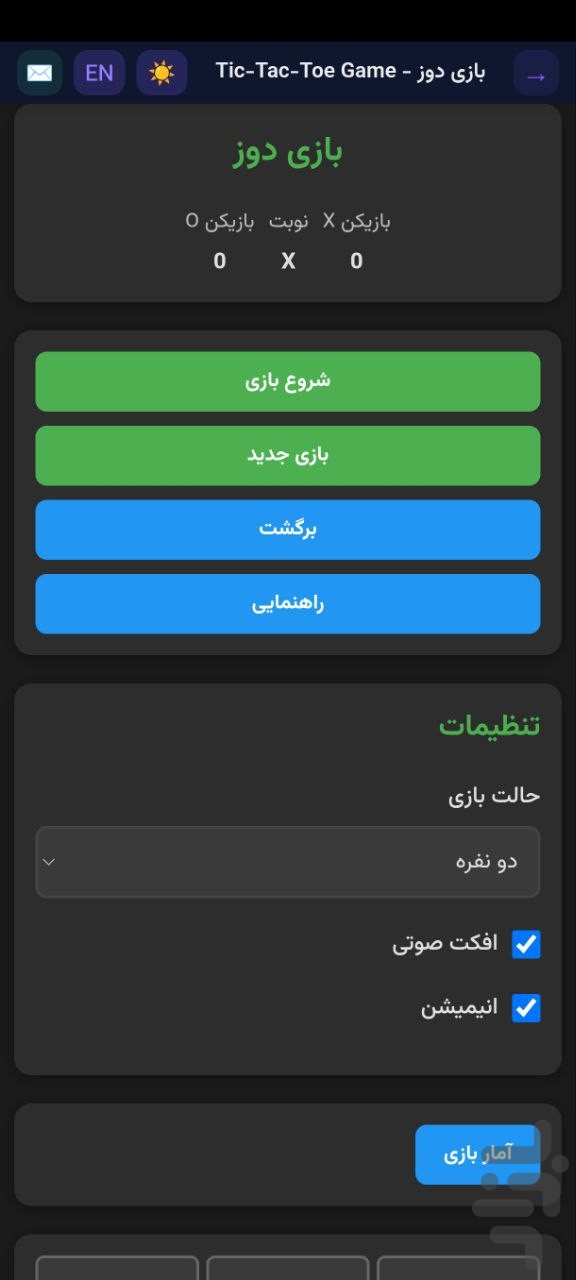 بازی دوز - Tic-Tac-Toe Game
EN
بازی دوز
بازیکن X نوبت بازیکن O
0 X 0
شروع بازی
بازی جدید
برگشت
راهنمایی
تنظیمات
حالت بازی
دو نفره
افکت صوتی
انیمیشن
آمار بازی